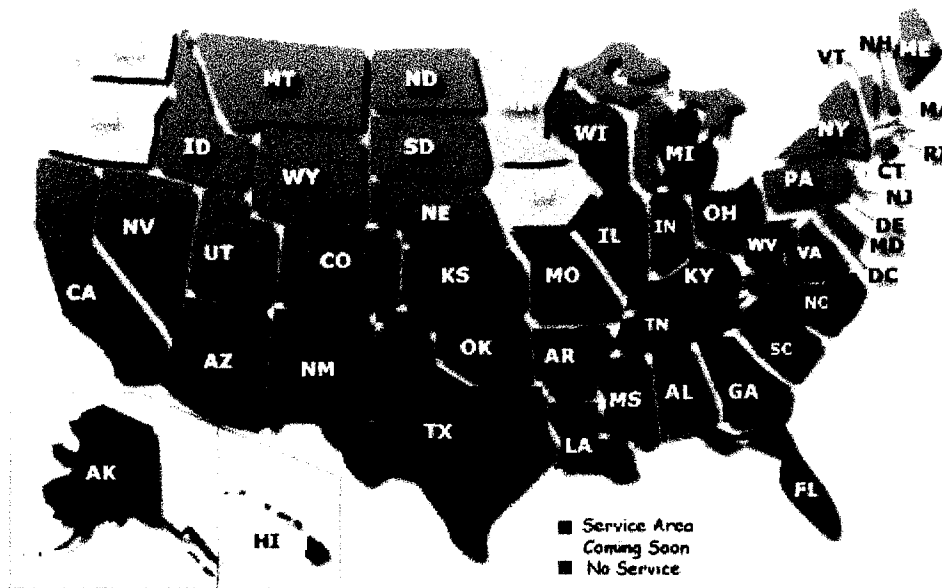 NH
ME
VT
MT
ND
MA
WI
NY
ID
SD
MI
RI
WY
CT
PA
NJ
NE
OH
NV
IN
DE
IL
UT
WV
MD
CO
VA
KS
MO
KY
DC
CA
NC
TN
OK
SC
AR
AZ
NM
MS
AL
GA
TX
LA
AK
FL
Service Area
HI
Coming Soon
No Service